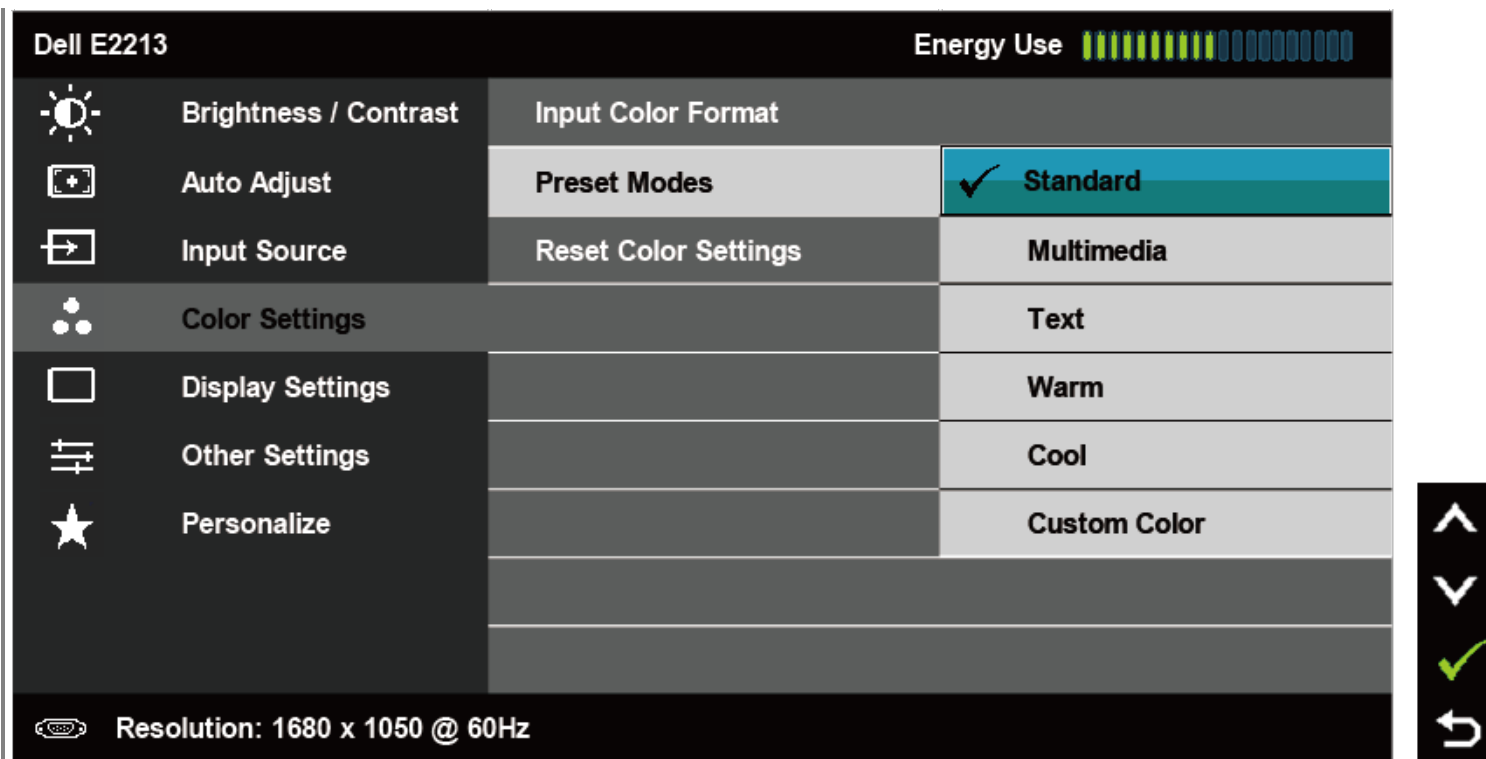 Dell E2213 Energy Use
Brightness / Contrast Input Color Format
Auto Adjust Preset Modes Standard
Input Source Reset Color Settings Multimedia
Color Settings Text
Display Settings Warm
Other Settings Cool
Personalize Custom Color
Resolution: 1680 x 1050 @ 60Hz